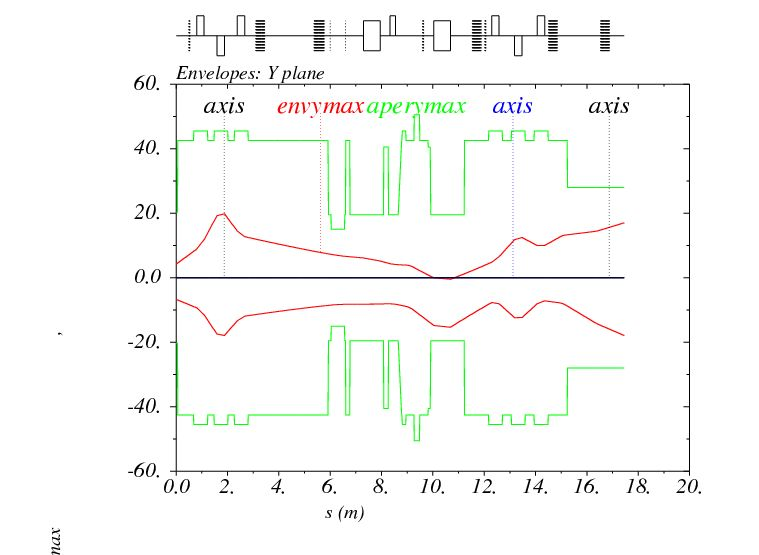 Envelopes: Y plane
60.
axis envymax aperymax axis axis
40.
20.
0.0
-20.
-40.
-60.
0.0 2. 4. 6. 8. 10. 12. 14. 16. 18. 20.
s (m)
,